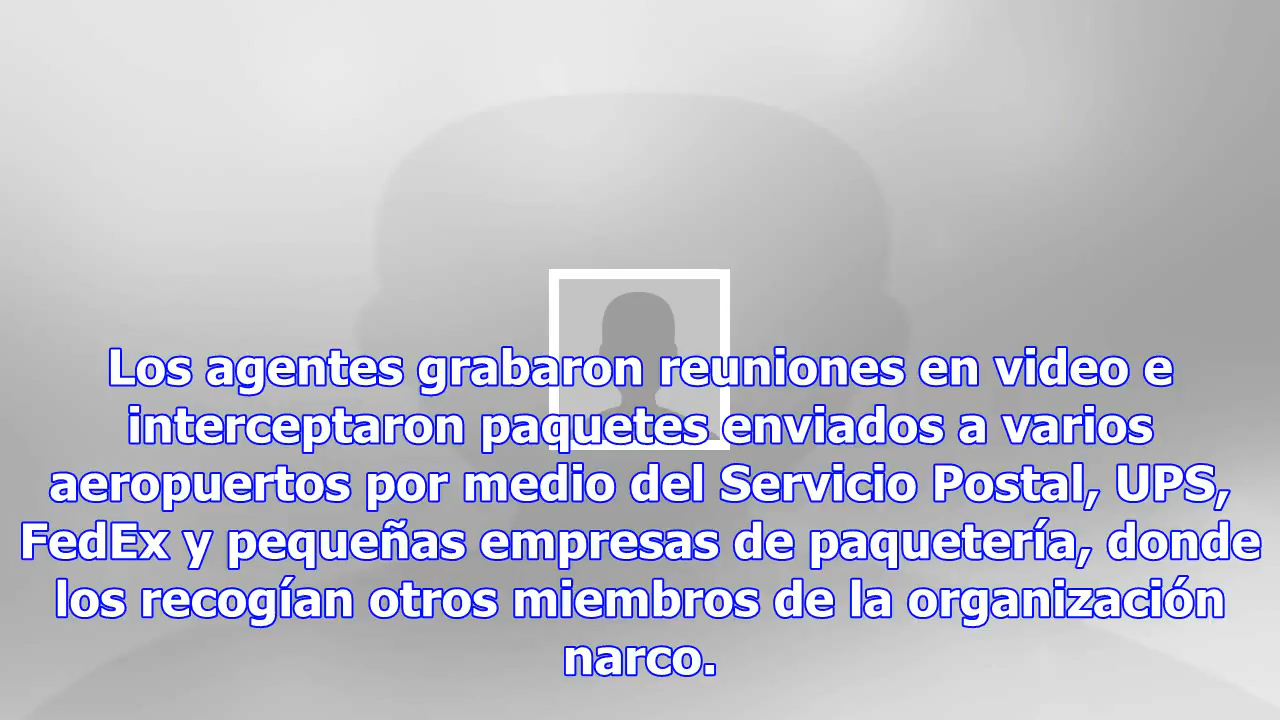 Los agentes grabaron reuniones en video e
interceptaron paquetes enviados a varios
aeropuertos por medio del Servicio Postal, UPS,
FedEx y pequeñas empresas de paquetería, donde
los recogían otros miembros de la organización
narco.